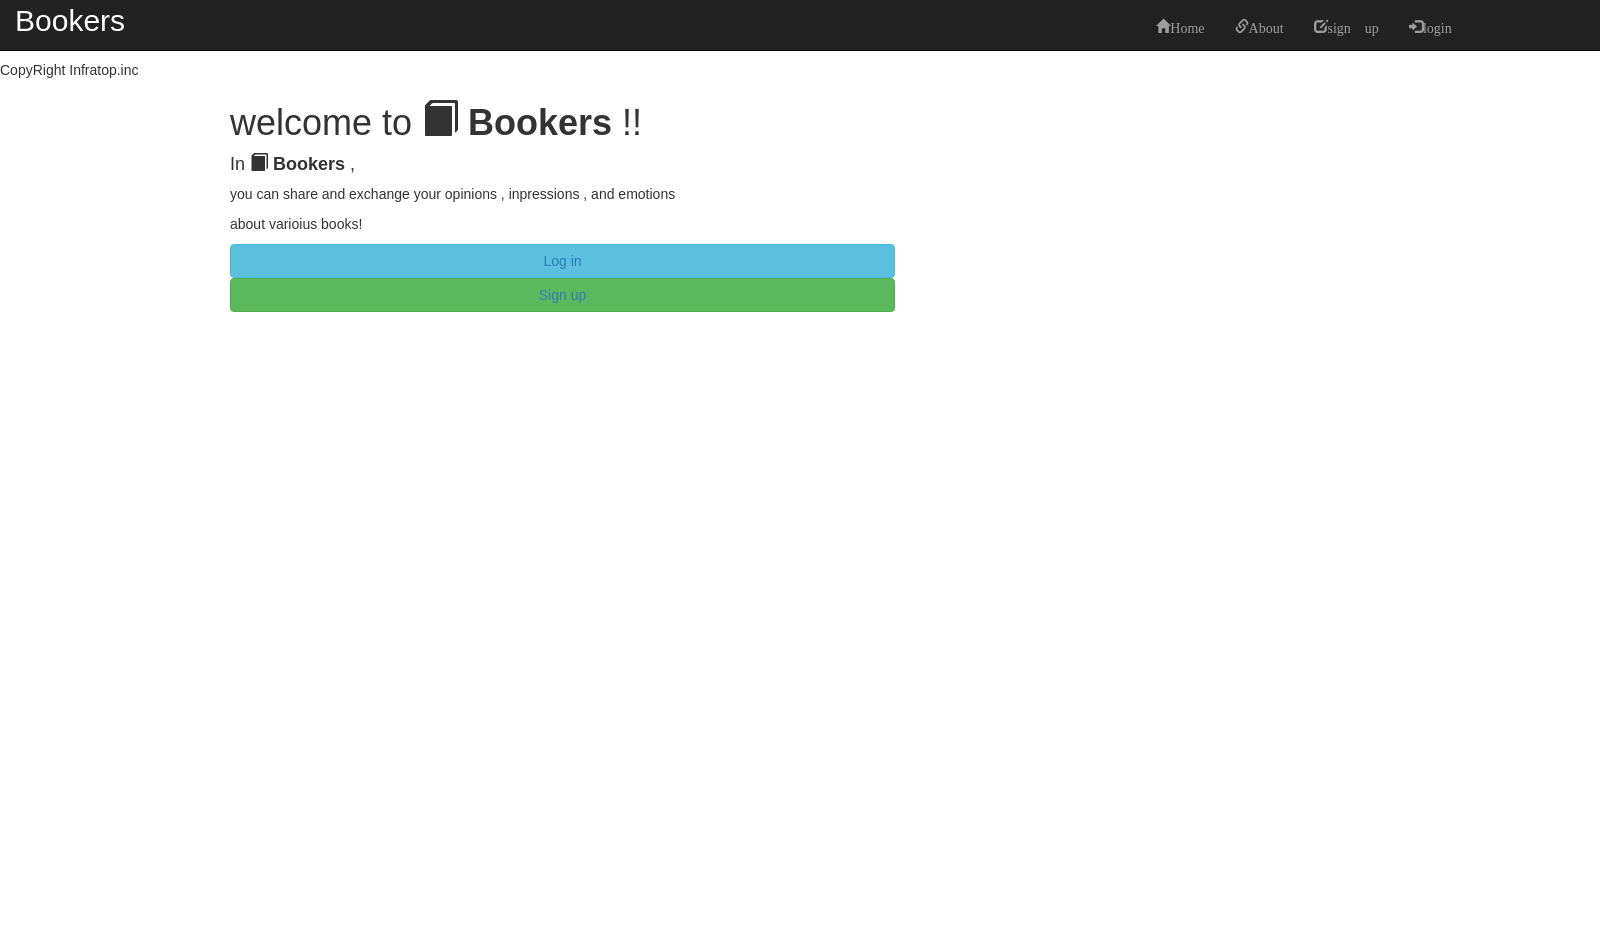 Bookers Home About sign up login
CopyRight Infratop.inc
welcome to Bookers !!
In Bookers ,
you can share and exchange your opinions , inpressions , and emotions
about varioius books!
Log in
Sign up